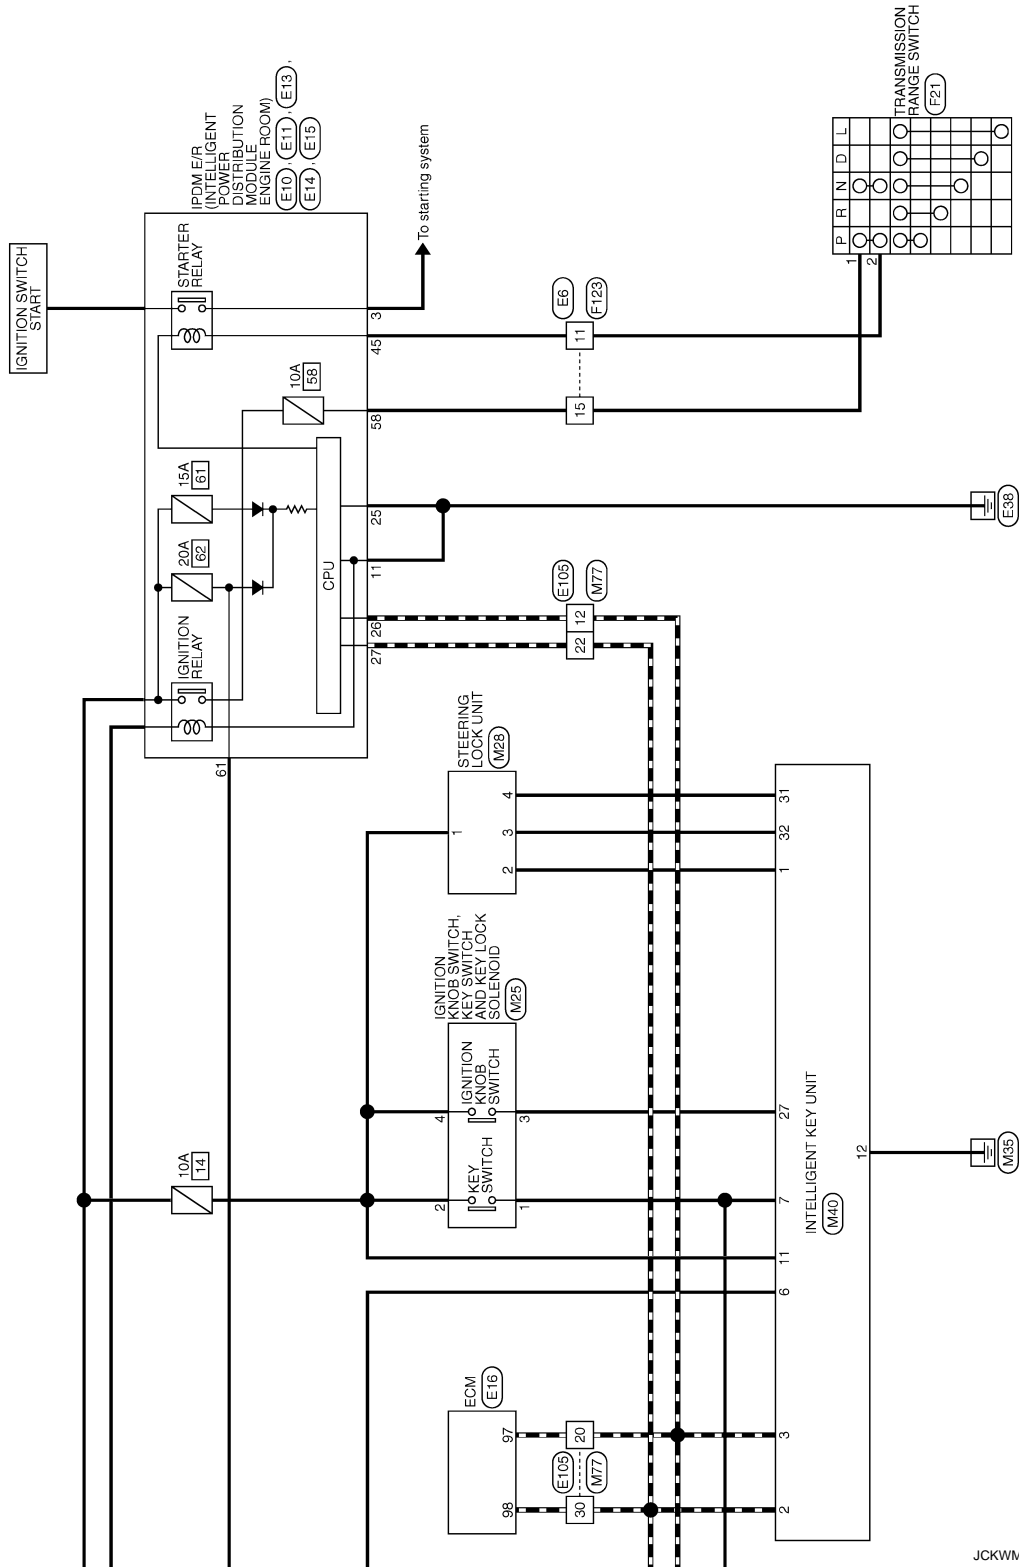 IGNITION SWITCH
START
IPDM E/R
(INTELLIGENT
POWER
DISTRIBUTION
MODULE
ENGINE ROOM)
E10 , E11 , E13 ,
E14 , E15
STARTER
RELAY
3
45
To starting system
10A
58
58
15A
61
20A
62
CPU
25
11
26
27
IGNITION
RELAY
61
E6
F123
11
15
TRANSMISSION
RANGE SWITCH
F21
P R N D L
1
2
E38
E105
M77
12
22
STEERING
LOCK UNIT
M28
1
4
3
2
31
32
1
IGNITION
KNOB SWITCH,
KEY SWITCH
AND KEY LOCK
SOLENOID
M25
IGNITION
KNOB
SWITCH
4
3
KEY
SWITCH
2
1
10A
14
27
7
11
6
INTELLIGENT KEY UNIT
M40
12
M35
ECM
E16
97
98
E105
M77
20
30
3
2
JCKWM